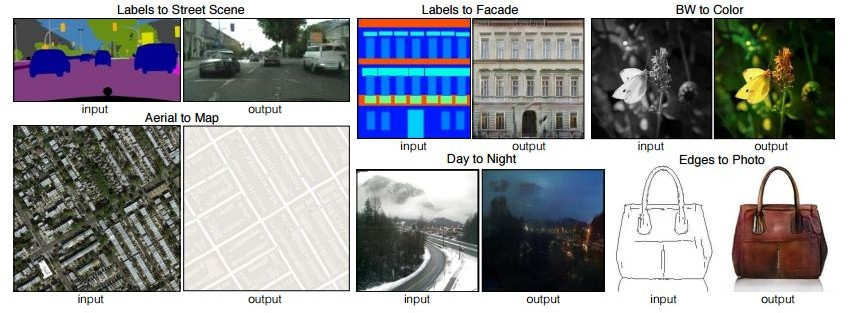 Labels to Street Scene
input
output
Labels to Facade
input
output
BW to Color
input
output
Aerial to Map
input
output
Day to Night
input
output
Edges to Photo
input
output